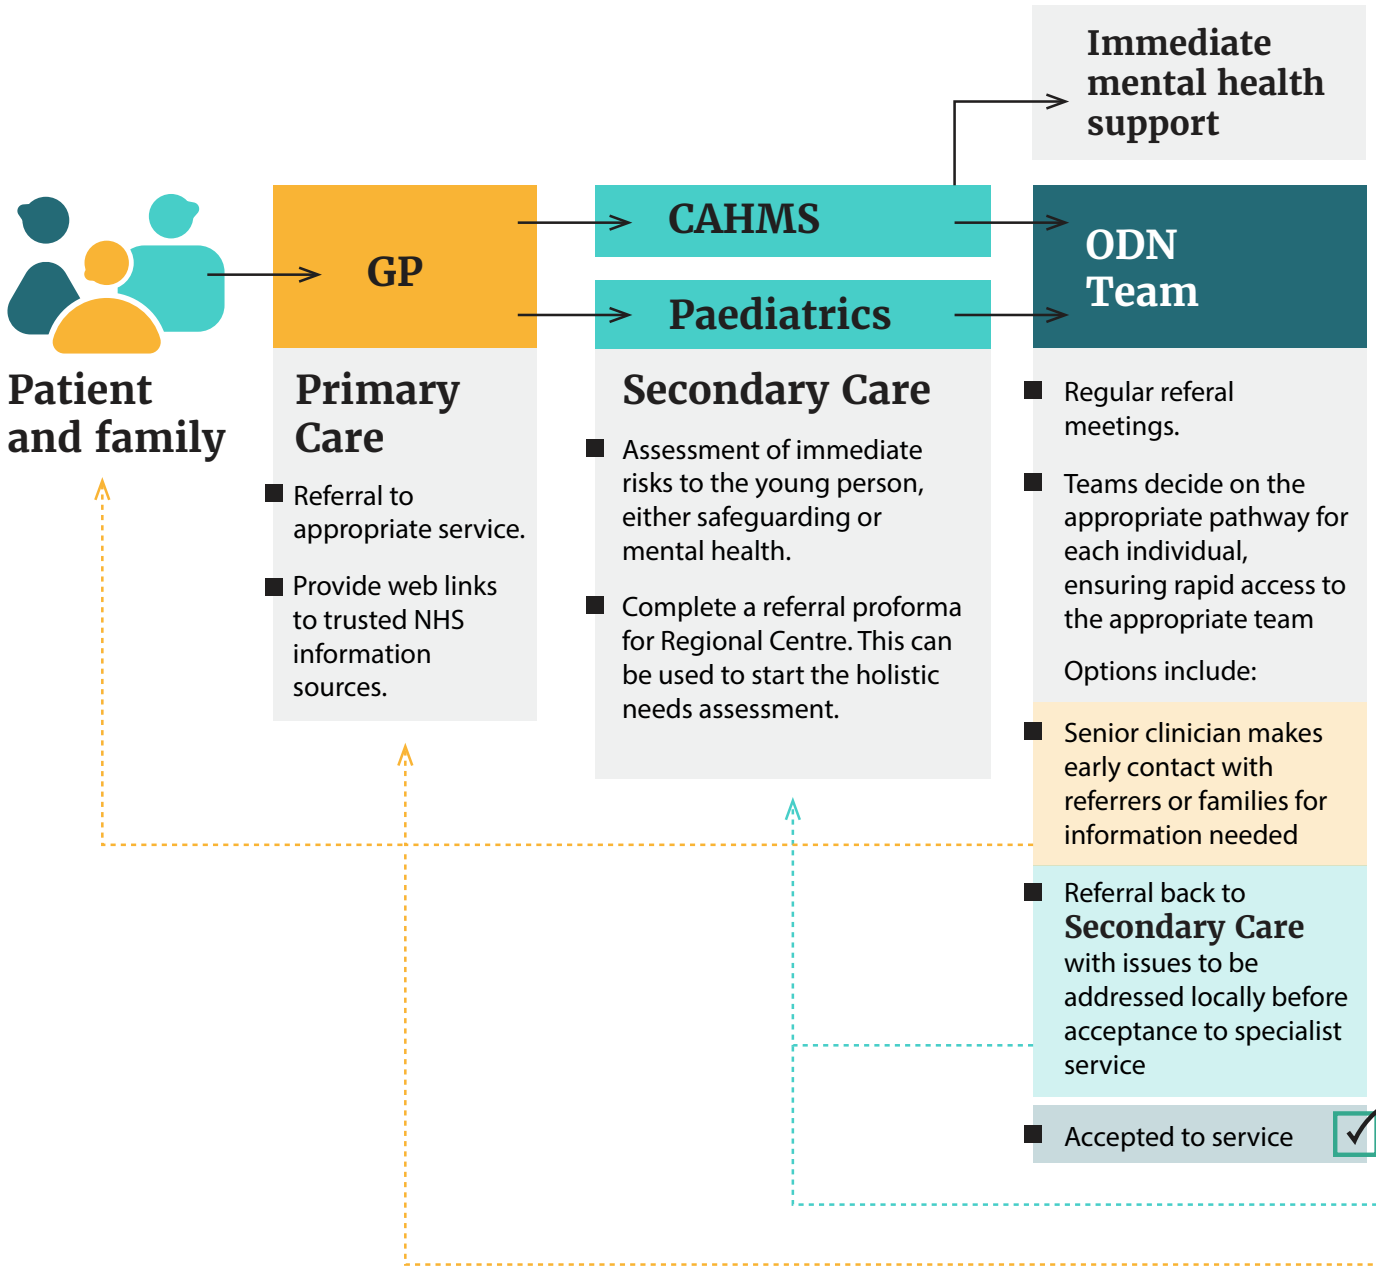 Immediate
mental health
support
Patient
and family
GP
Primary
Care
Referral to
appropriate service.
Provide web links
to trusted NHS
information
sources.
CAHMS
Paediatrics
Secondary Care
Assessment of immediate
risks to the young person,
either safeguarding or
mental health.
Complete a referral proforma
for Regional Centre. This can
be used to start the holistic
needs assessment.
ODN
Team
Regular referal
meetings.
Teams decide on the
appropriate pathway for
each individual,
ensuring rapid access to
the appropriate team
Options include:
Senior clinician makes
early contact with
referrers or families for
information needed
Referral back to
Secondary Care
with issues to be
addressed locally before
acceptance to specialist
service
Accepted to service